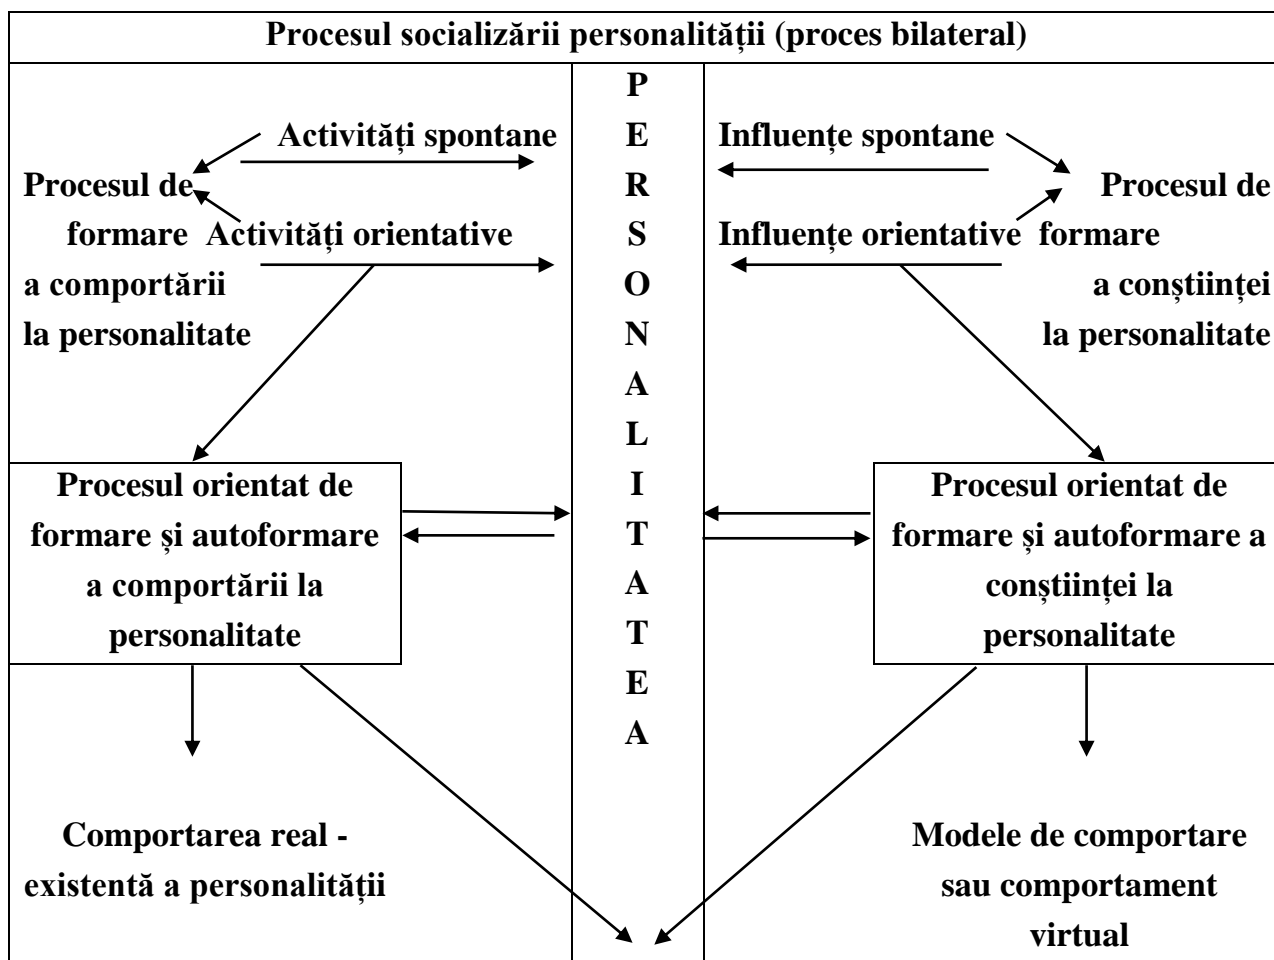 Procesul socializării personalității (proces bilateral)
Activități spontane
Procesul de
formare Activități orientative
a comportării
la personalitate
P
E
R
S
O
N
A
L
I
T
A
T
E
A
Influențe spontane
Procesul de
Influențe orientative formare
a conștiinței
la personalitate
Procesul orientat de
formare și autoformare
a comportării la
personalitate
Procesul orientat de
formare și autoformare a
conștiinței la
personalitate
Comportarea real -
existentă a personalității
Modele de comportare
sau comportament
virtual